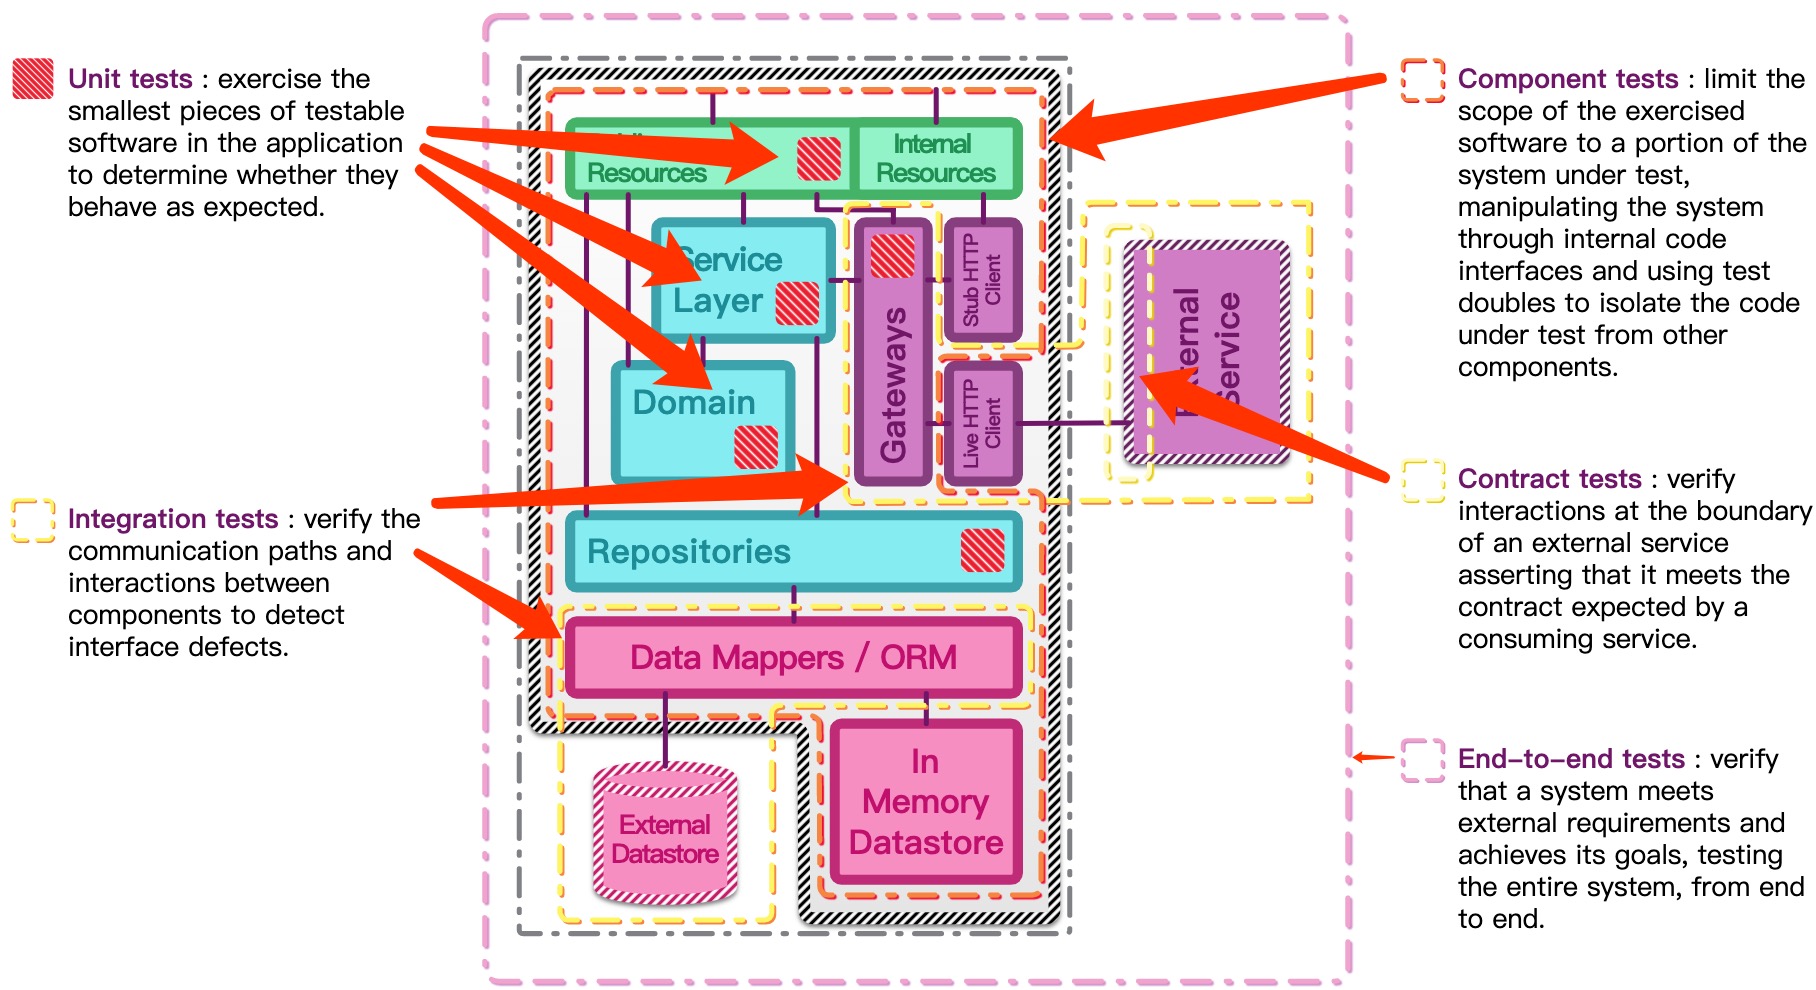 Unit tests : exercise the
smallest pieces of testable
software in the application
to determine whether they
behave as expected.
Integration tests : verify the
communication paths and
interactions between
components to detect
interface defects.
Resources
Internal
Resources
Service
Layer
Domain
Gateways
Stub HTTP
Client
Live HTTP
Client
Repositories
Data Mappers / ORM
External
Datastore
In
Memory
Datastore
Service
Component tests : limit the
scope of the exercised
software to a portion of the
system under test,
manipulating the system
through internal code
interfaces and using test
doubles to isolate the code
under test from other
components.
Contract tests : verify
interactions at the boundary
of an external service
asserting that it meets the
contract expected by a
consuming service.
End-to-end tests : verify
that a system meets
external requirements and
achieves its goals, testing
the entire system, from end
to end.